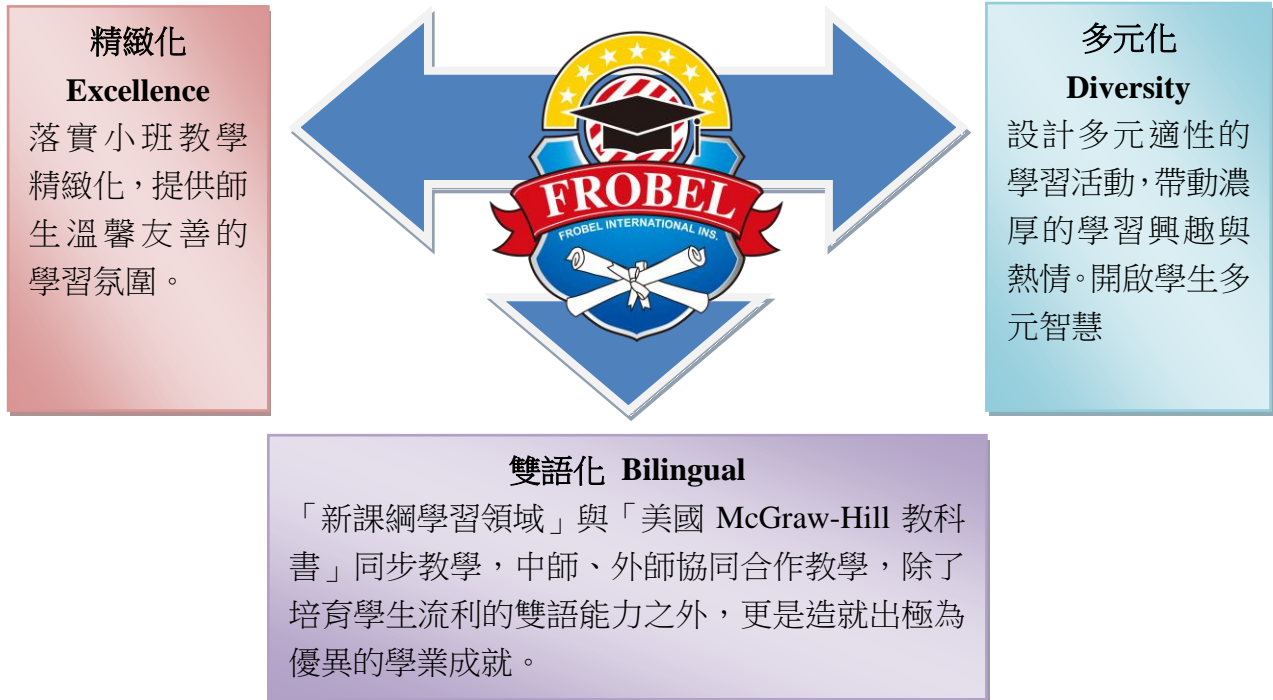 精緻化
Excellence
落實小班教學
精緻化，提供師
生溫馨友善的
學習氛圍。
FROBEL
FROBEL INTERNATIONAL INS.
多元化
Diversity
設計多元適性的
學習活動，帶動濃
厚的學習興趣與
熱情。開啟學生多
元智慧
雙語化 Bilingual
「新課綱學習領域」與「美國 McGraw-Hill 教科
書」同步教學，中師、外師協同合作教學，除了
培育學生流利的雙語能力之外，更是造就出極為
優異的學業成就。